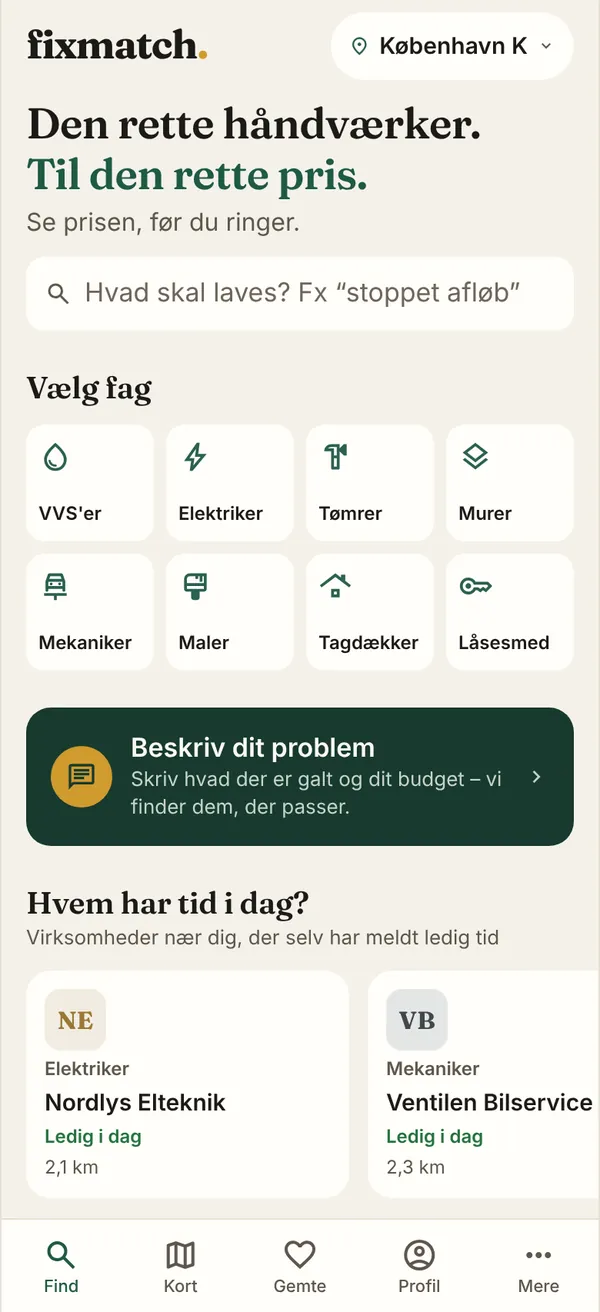 fixmatch.
København K
Den rette håndværker.
Til den rette pris.
Se prisen, før du ringer.
Hvad skal laves? Fx “stoppet afløb”
Vælg fag
VVS'er
Elektriker
Tømrer
Murer
Mekaniker
Maler
Tagdækker
Låsesmed
Beskriv dit problem
Skriv hvad der er galt og dit budget – vi
finder dem, der passer.
Hvem har tid i dag?
Virksomheder nær dig, der selv har meldt ledig tid
NE
Elektriker
Nordlys Elteknik
Ledig i dag
2,1 km
VB
Mekaniker
Ventilen Bilservice
Ledig i dag
2,3 km
Find
Kort
Gemte
Profil
Mere